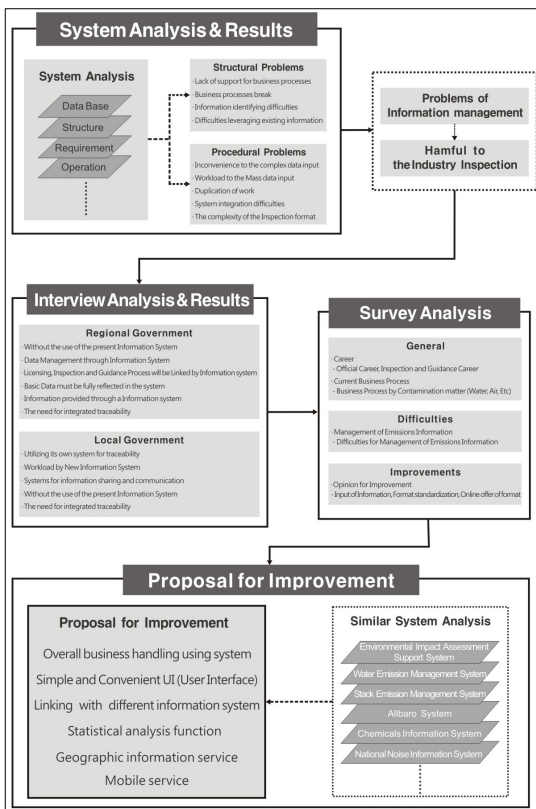 System Analysis & Results
System Analysis
Data Base
Structure
Requirement
Operation
Structural Problems
· Lack of support for business processes
· Business processes break
· Information identifying difficulties
· Difficulties leveraging existing information
Procedural Problems
· Inconvenience to the complex data input
· Workload to the Mass data input
· Duplication of work
· System integration difficulties
· The complexity of the Inspection format
Problems of
Information management
Hamful to
the Industry Inspection
Interview Analysis & Results
Regional Government
· Without the use of the present Information System
· Data Management through Information System
· Licensing, Inspection and Guidance Process will be Linked by Information system
· Basic Data must be fully reflected in the system
· Information provided through a Information system
· The need for integrated traceability
Local Government
· Utilizing its own system for traceability
· Workload by New Information System
· Systems for information sharing and communication
· Without the use of the present Information System
· The need for integrated traceability
Survey Analysis
General
· Career
- Official Career, Inspection and Guidance Career
· Current Business Process
- Business Process by Contamination matter (Water, Air, Etc)
Difficulties
· Management of Emissions Information
- Difficulties for Management of Emissions Information
Improvements
· Opinion for Improvement
- Input of Information, Format standardization, Online offer of format
Proposal for Improvement
Proposal for Improvement
Overall business handling using system
Simple and Convenient UI (User Interface)
Linking with different information system
Statistical analysis function
Geographic information service
Mobile service
Similar System Analysis
Environmental Impact Assessment
Support System
Water Emission Management System
Stack Emission Management System
Allbaro System
Chemicals Information System
National Noise Information System